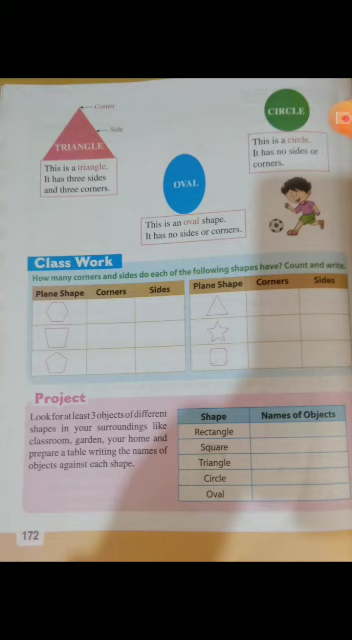 Corner
Side
TRIANGLE
This is a triangle.
It has three sides
and three corners.
OVAL
This is an oval shape.
It has no sides or corners.
CIRCLE
This is a circle.
It has no sides or
corners.
Class Work
How many corners and sides do each of the following shapes have? Count and write.
Plane Shape Corners Sides
Plane Shape Corners Sides
Project
Look for at least 3 objects of different
shapes in your surroundings like
classroom, garden, your home and
prepare a table writing the names of
objects against each shape.
Shape Names of Objects
Rectangle
Square
Triangle
Circle
Oval
172